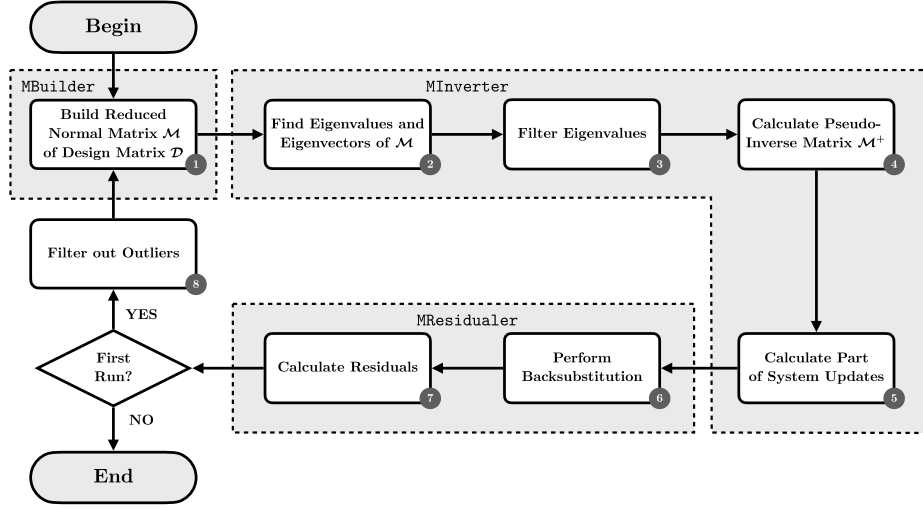 Begin
MBuilder
Build Reduced
Normal Matrix ℳ
of Design Matrix 𝒟
1
MInverter
Find Eigenvalues and
Eigenvectors of ℳ
2
Filter Eigenvalues
3
Calculate Pseudo-
Inverse Matrix ℳ⁺
4
Calculate Part
of System Updates
5
MResidualer
Perform
Backsubstitution
6
Calculate Residuals
7
First
Run?
YES
Filter out Outliers
8
NO
End